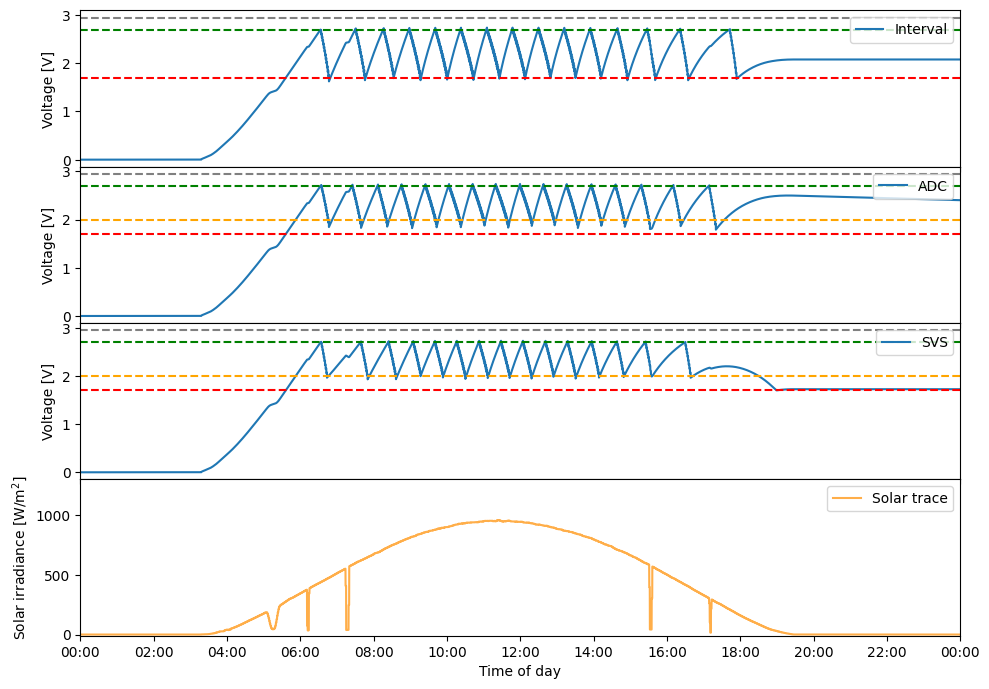 3
2
1
0
Voltage [V]
Interval
3
2
1
0
Voltage [V]
ADC
3
2
1
0
Voltage [V]
SVS
1000
500
0
Solar irradiance [W/m²]
Solar trace
00:00 02:00 04:00 06:00 08:00 10:00 12:00 14:00 16:00 18:00 20:00 22:00 00:00
Time of day